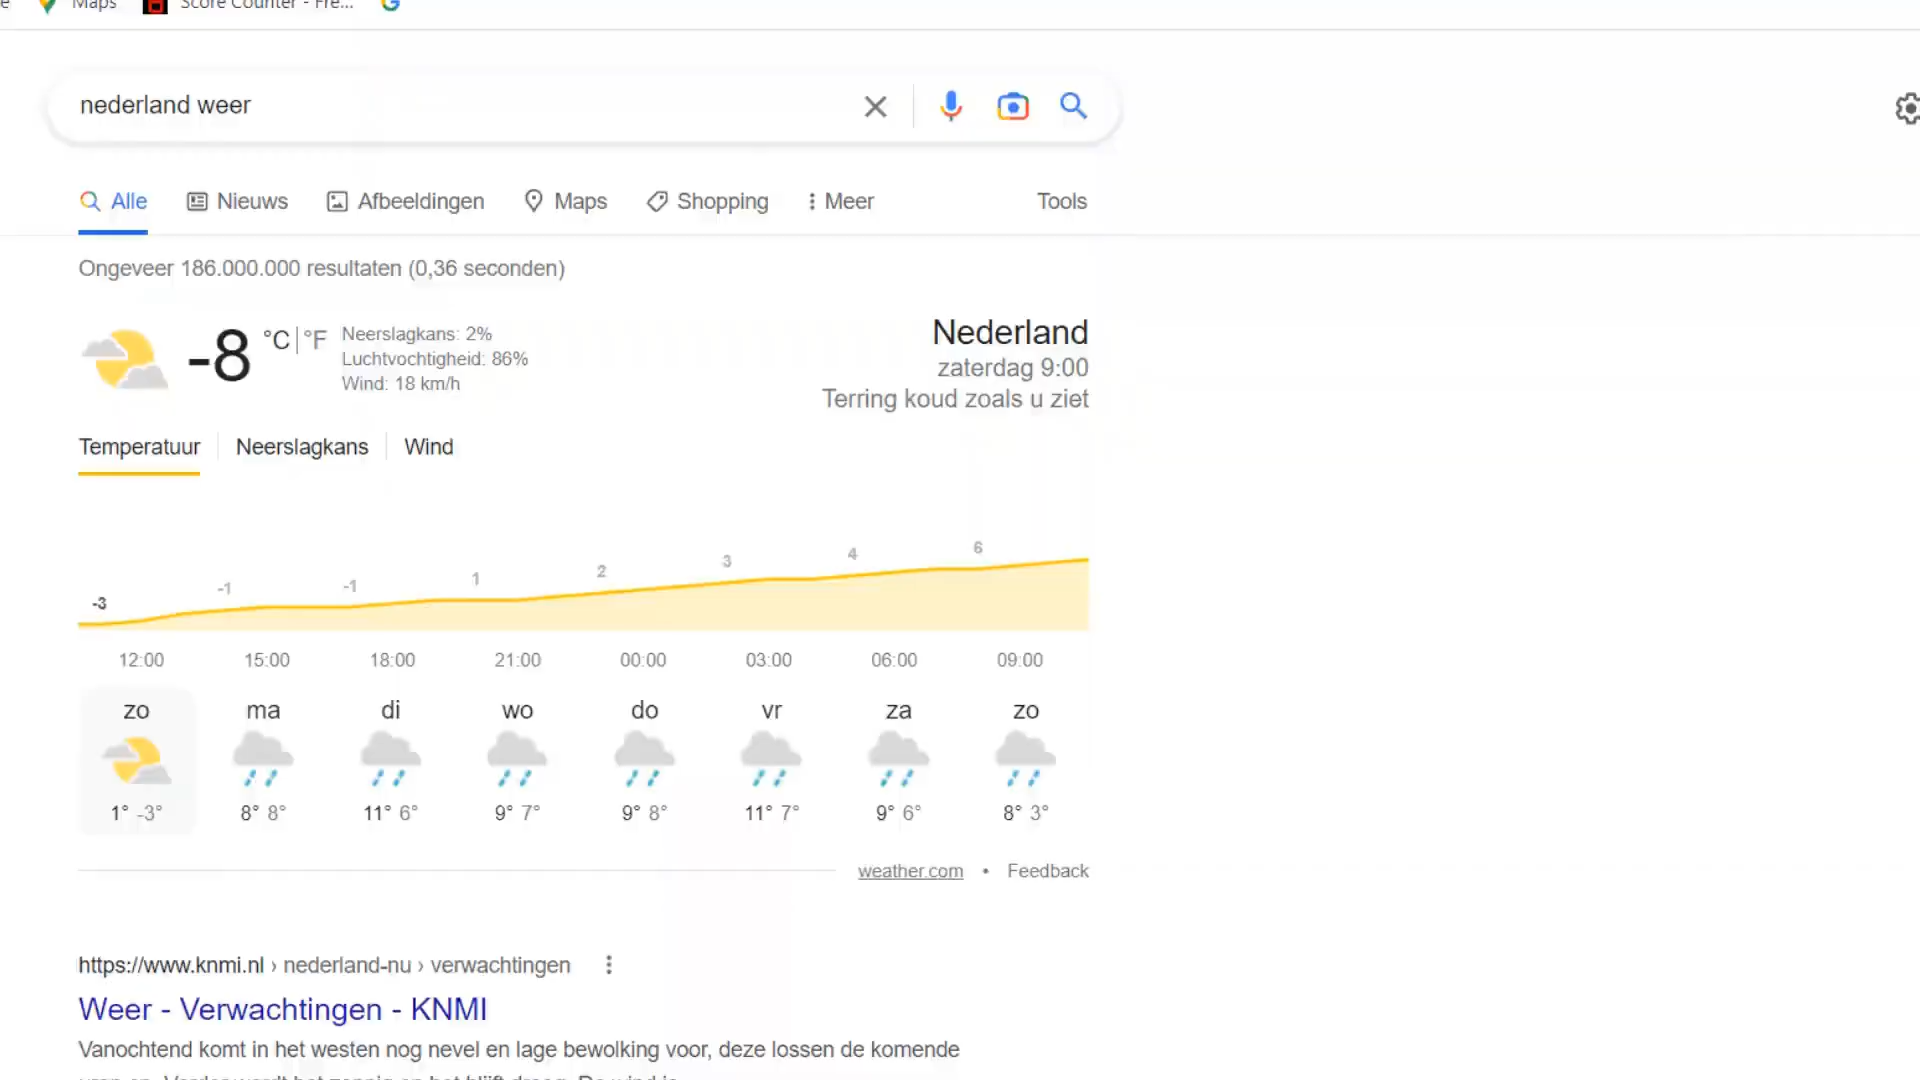 Maps Score Counter - Fre...
nederland weer
Alle Nieuws Afbeeldingen Maps Shopping Meer Tools
Ongeveer 186.000.000 resultaten (0,36 seconden)
-8 °C | °F
Neerslagkans: 2%
Luchtvochtigheid: 86%
Wind: 18 km/h
Nederland
zaterdag 9:00
Terring koud zoals u ziet
Temperatuur Neerslagkans Wind
-3 -1 -1 1 2 3 4 6
12:00 15:00 18:00 21:00 00:00 03:00 06:00 09:00
zo ma di wo do vr za zo
1° -3° 8° 8° 11° 6° 9° 7° 9° 8° 11° 7° 9° 6° 8° 3°
weather.com • Feedback
https://www.knmi.nl › nederland-nu › verwachtingen
Weer - Verwachtingen - KNMI
Vanochtend komt in het westen nog nevel en lage bewolking voor, deze lossen de komende